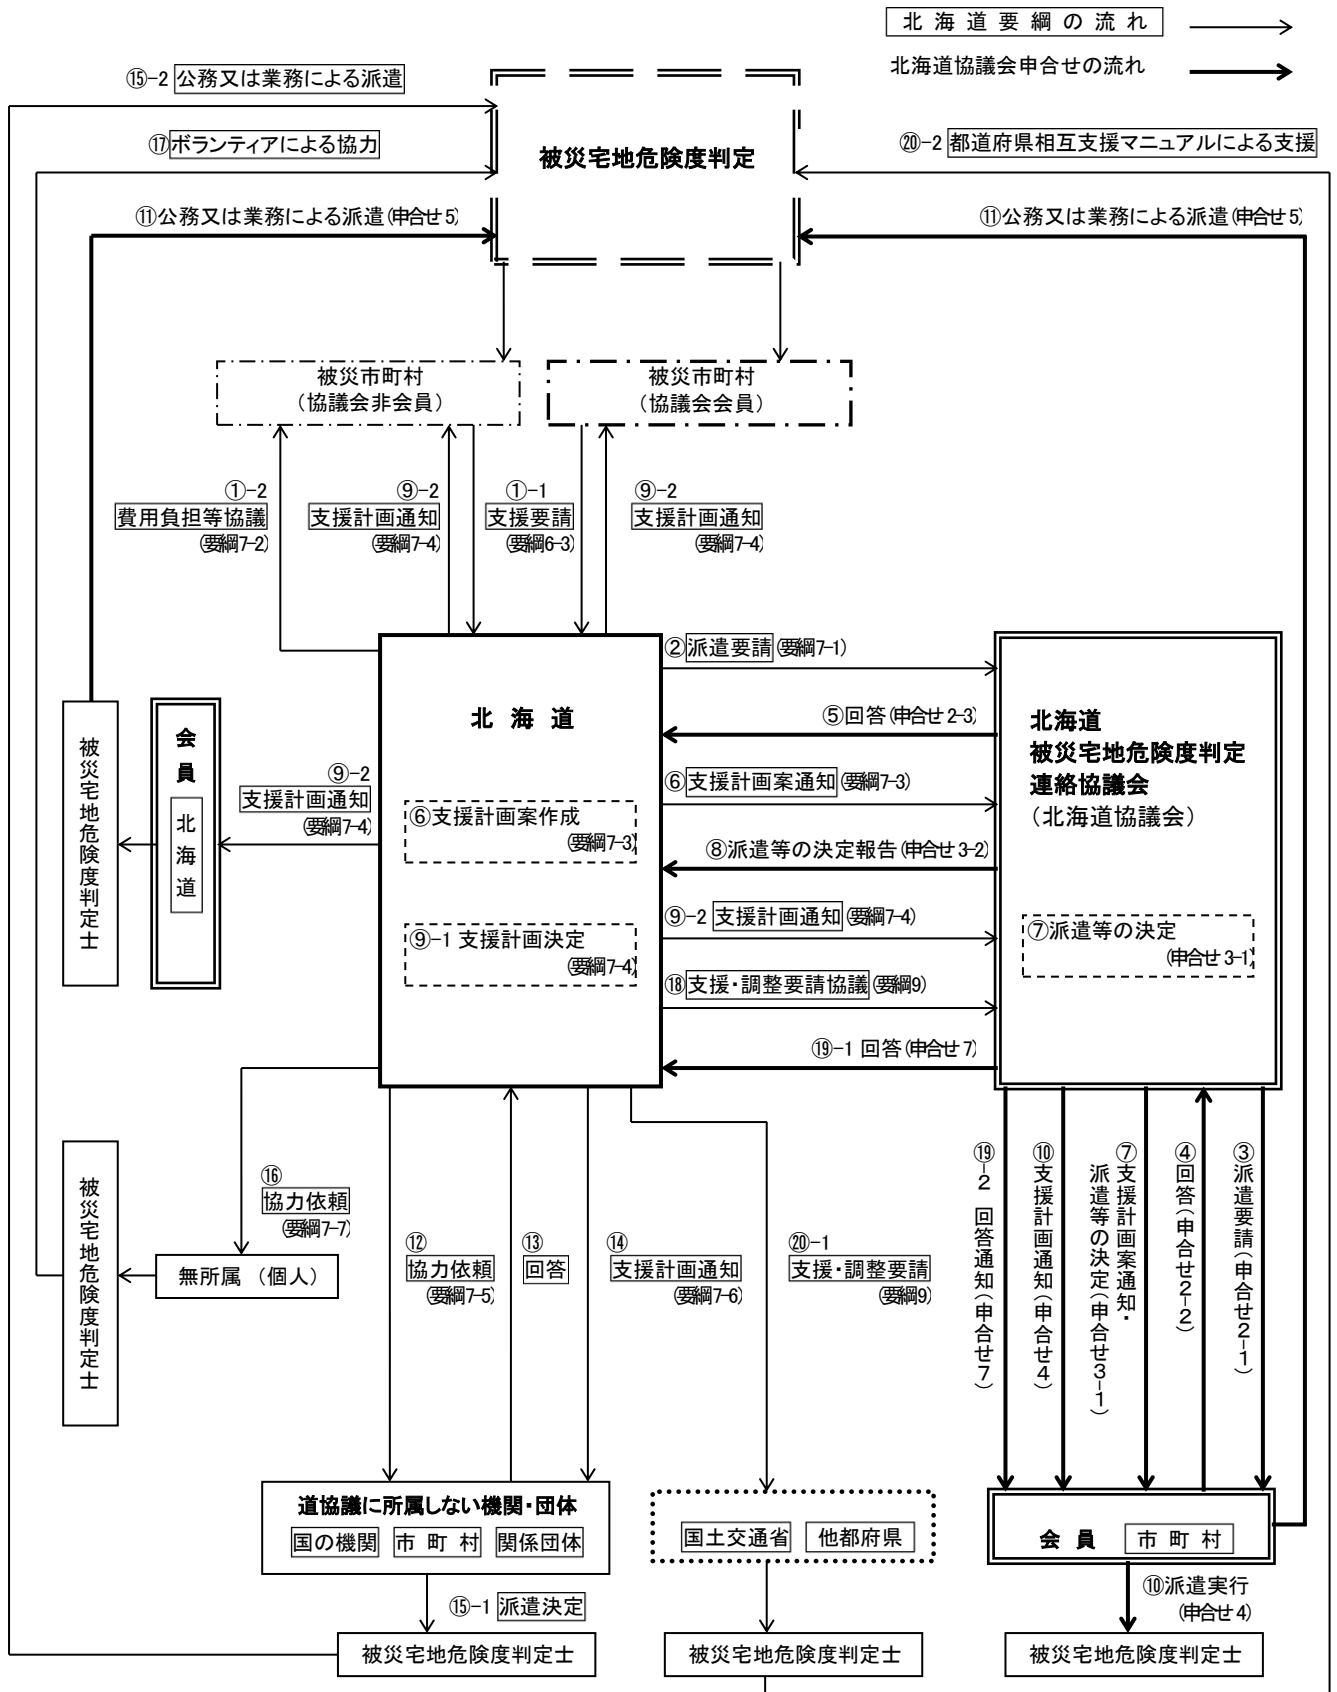 北海道要綱の流れ
北海道協議会申合せの流れ
⑮-2 公務又は業務による派遣
⑰ボランティアによる協力
被災宅地危険度判定
⑳-2 都道府県相互支援マニュアルによる支援
⑪公務又は業務による派遣(申合せ5)
⑪公務又は業務による派遣(申合せ5)
被災市町村
（協議会非会員）
被災市町村
（協議会会員）
①-2
費用負担等協議
(要綱7-2)
⑨-2
支援計画通知
(要綱7-4)
①-1
支援要請
(要綱6-3)
⑨-2
支援計画通知
(要綱7-4)
②派遣要請(要綱7-1)
北海道
⑤回答(申合せ2-3)
北海道
被災宅地危険度判定
連絡協議会
（北海道協議会）
被災宅地危険度判定士
会員
北海道
⑨-2
支援計画通知
(要綱7-4)
⑥支援計画案通知(要綱7-3)
⑥支援計画案作成
(要綱7-3)
⑧派遣等の決定報告(申合せ3-2)
⑨-2 支援計画通知(要綱7-4)
⑨-1 支援計画決定
(要綱7-4)
⑦派遣等の決定
(申合せ3-1)
⑱支援・調整要請協議(要綱9)
⑲-1 回答(申合せ7)
被災宅地危険度判定士
⑯
協力依頼
(要綱7-7)
無所属（個人）
⑫
協力依頼
(要綱7-5)
⑬
回答
⑭
支援計画通知
(要綱7-6)
⑳-1
支援・調整要請
(要綱9)
⑲-2 回答通知（申合せ7）
⑩支援計画通知（申合せ4）
⑦支援計画案通知・
派遣等の決定（申合せ3-1）
④回答（申合せ2-2）
③派遣要請（申合せ2-1）
道協議に所属しない機関・団体
国の機関 市町村 関係団体
国土交通省 他都府県
会員 市町村
⑮-1 派遣決定
⑩派遣実行
(申合せ4)
被災宅地危険度判定士
被災宅地危険度判定士
被災宅地危険度判定士